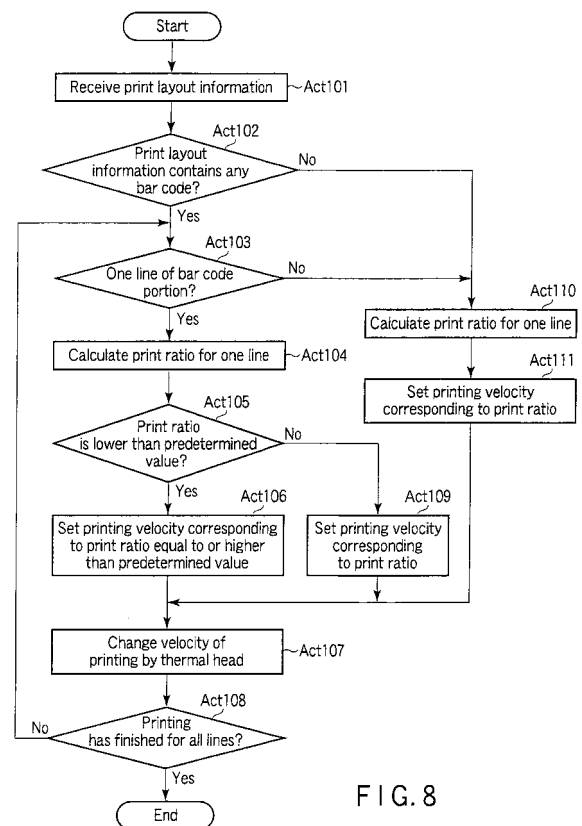 Start
Receive print layout information
Act101
Act102
Print layout
information contains any
bar code?
No
Yes
Act103
One line of bar code
portion?
No
Yes
Act110
Calculate print ratio for one line
Calculate print ratio for one line
Act104
Act111
Set printing velocity
corresponding to print ratio
Act105
Print ratio
is lower than predetermined
value?
No
Yes
Act106
Set printing velocity corresponding
to print ratio equal to or higher
than predetermined value
Act109
Set printing velocity
corresponding
to print ratio
Change velocity of
printing by thermal head
Act107
Act108
Printing
has finished for all lines?
No
Yes
End
FIG. 8